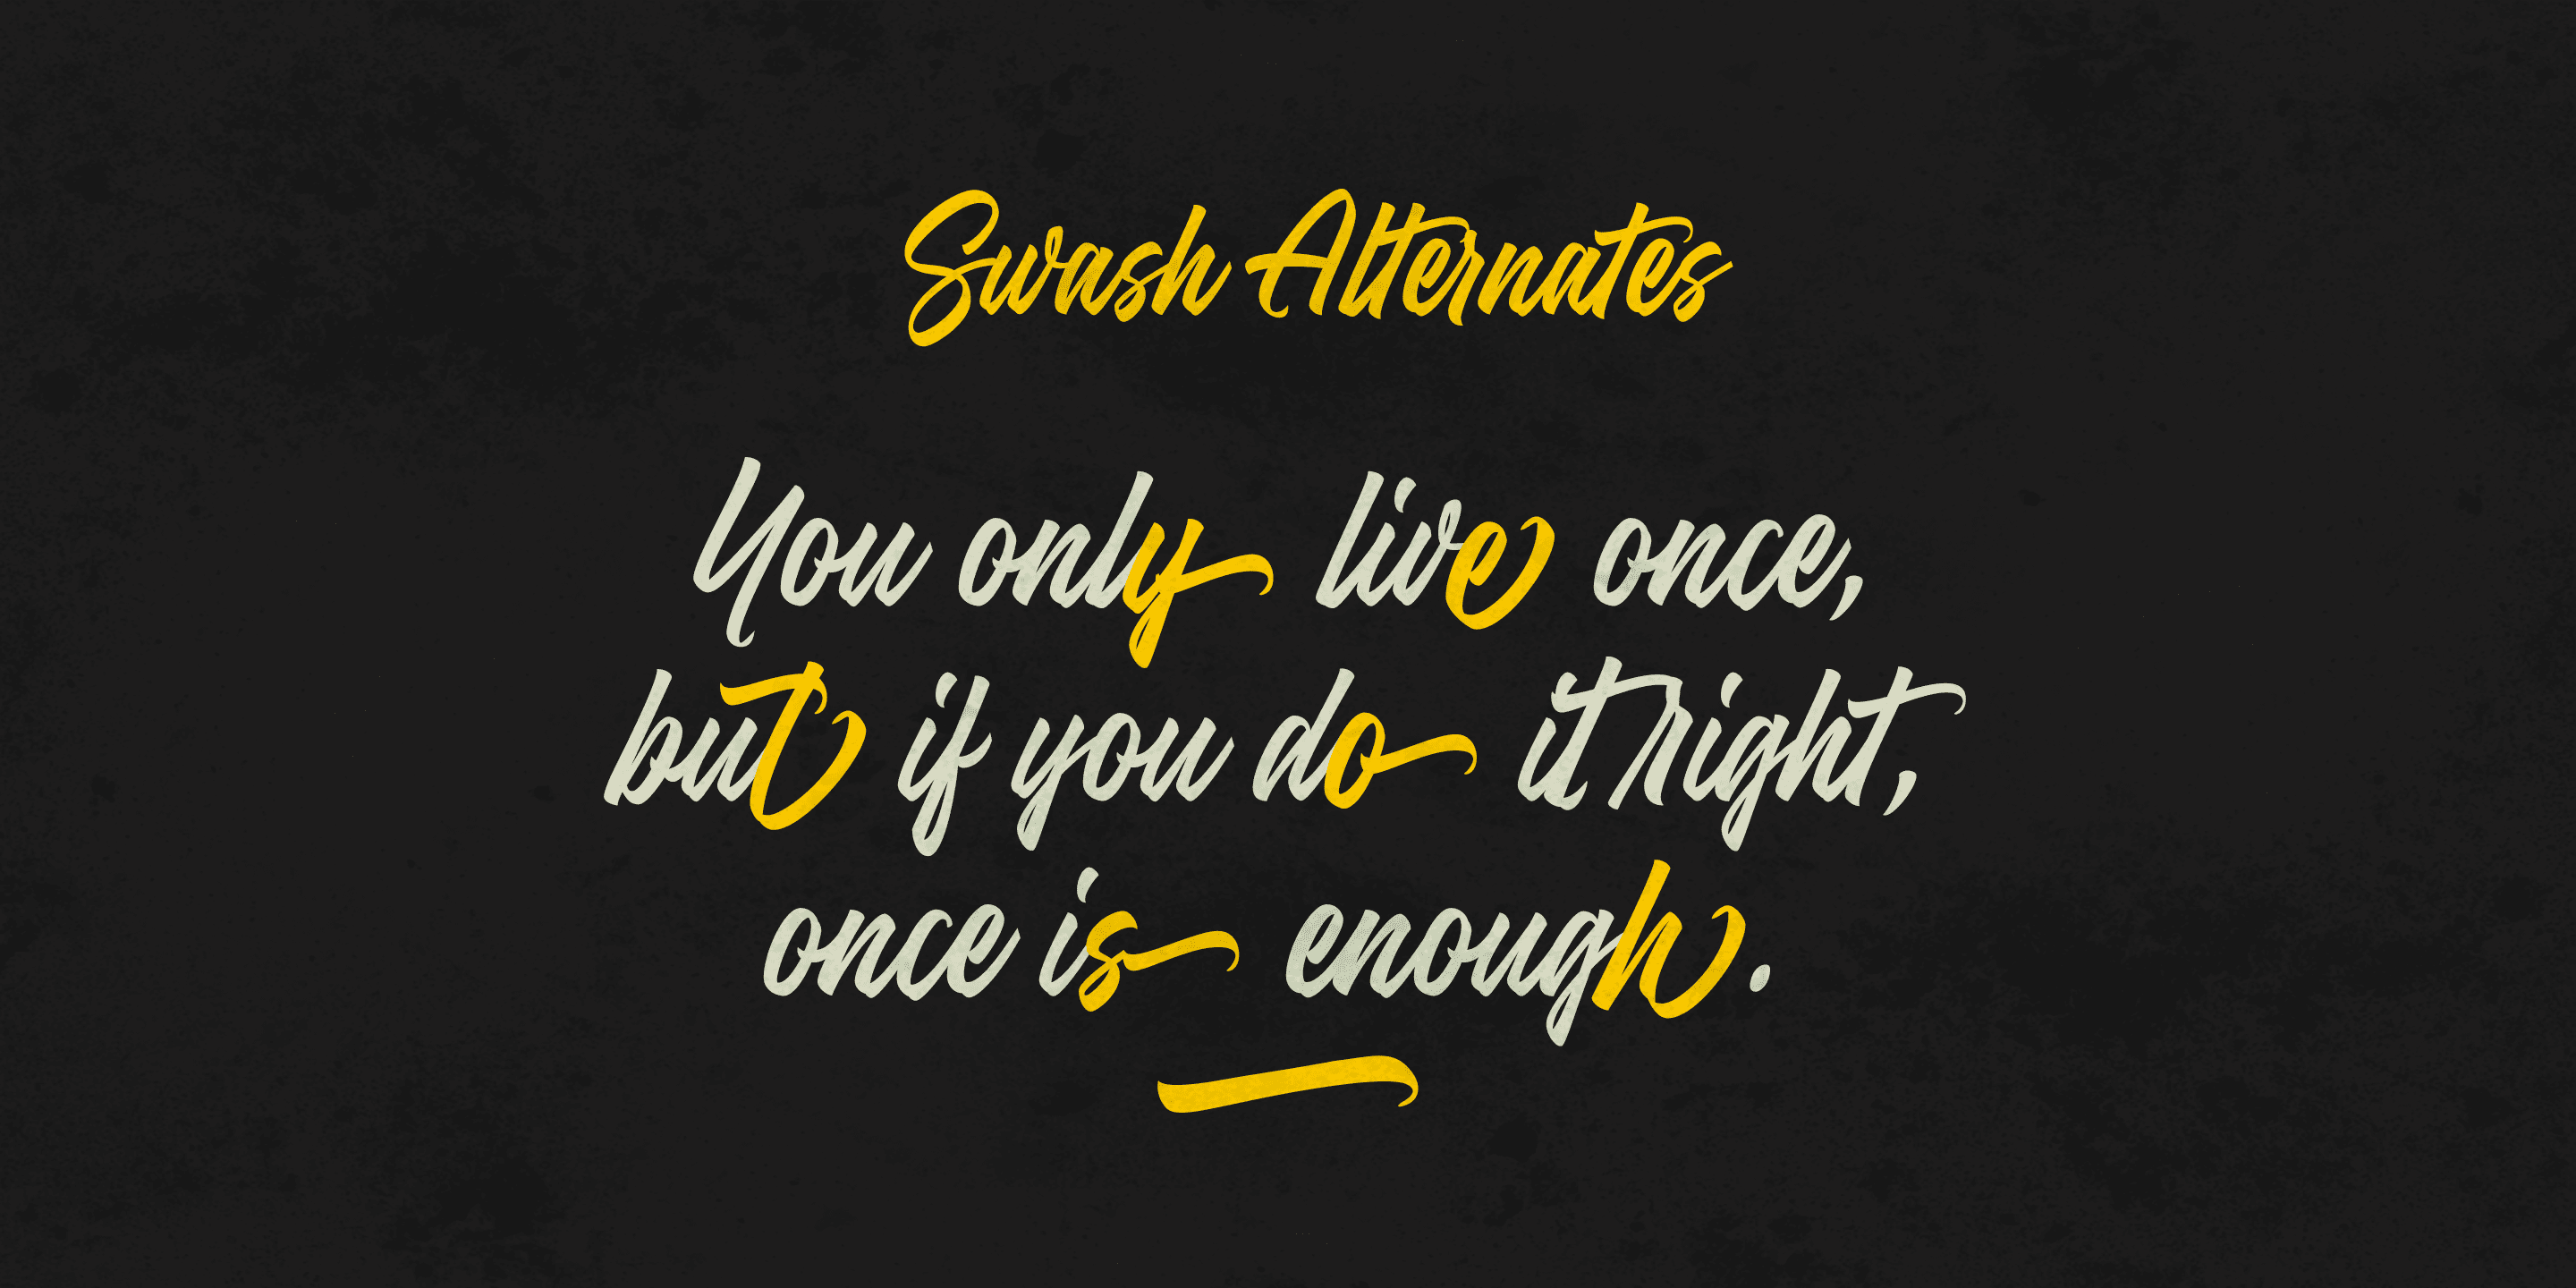 Swash Alternates
You only live once,
but if you do it right,
once is enough.